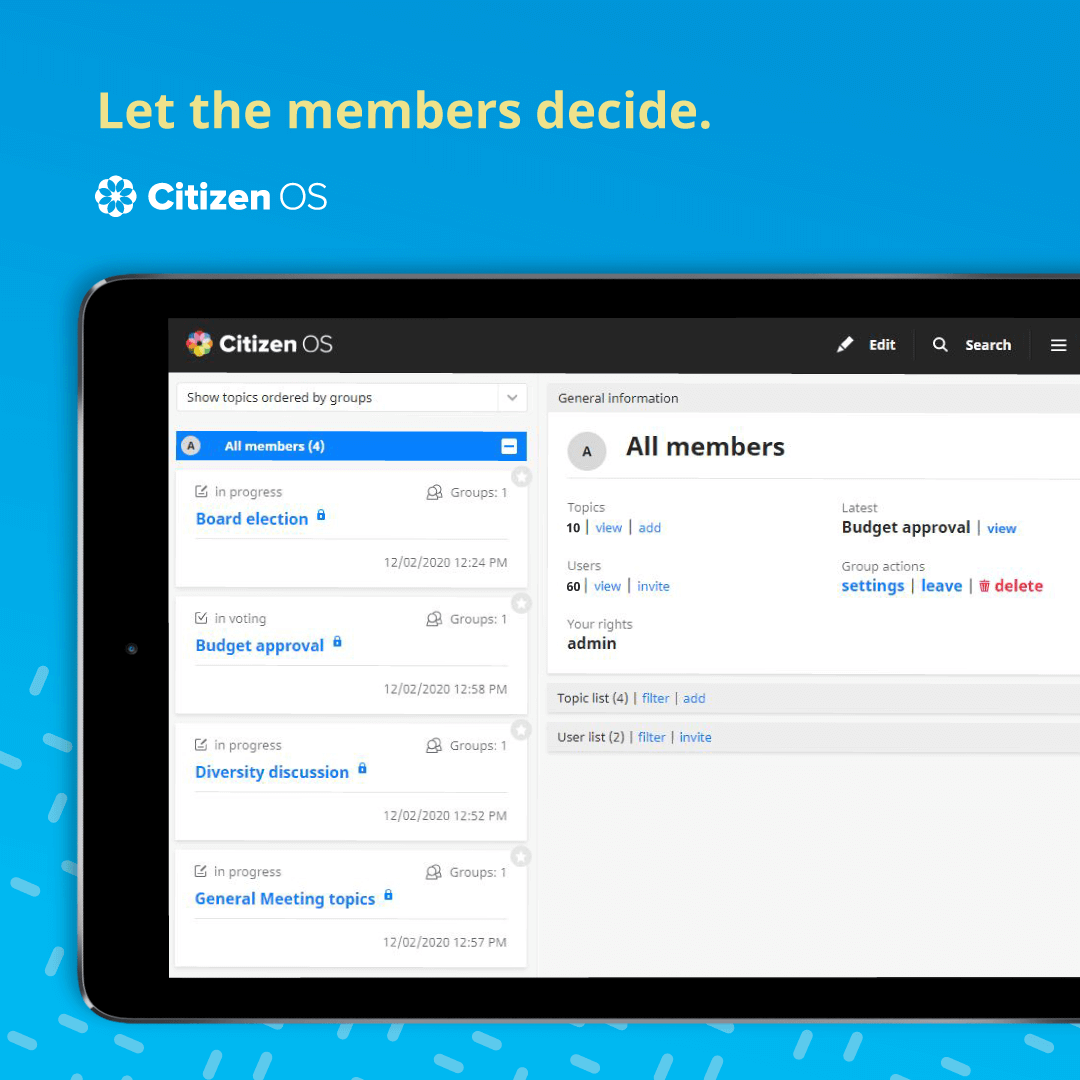 Let the members decide.
Citizen OS
Citizen OS
Edit
Search
Show topics ordered by groups
A
All members (4)
in progress
Groups: 1
Board election
12/02/2020 12:24 PM
in voting
Groups: 1
Budget approval
12/02/2020 12:58 PM
in progress
Groups: 1
Diversity discussion
12/02/2020 12:52 PM
in progress
Groups: 1
General Meeting topics
12/02/2020 12:57 PM
General information
A
All members
Topics
10 | view | add
Latest
Budget approval | view
Users
60 | view | invite
Group actions
settings | leave | delete
Your rights
admin
Topic list (4) | filter | add
User list (2) | filter | invite